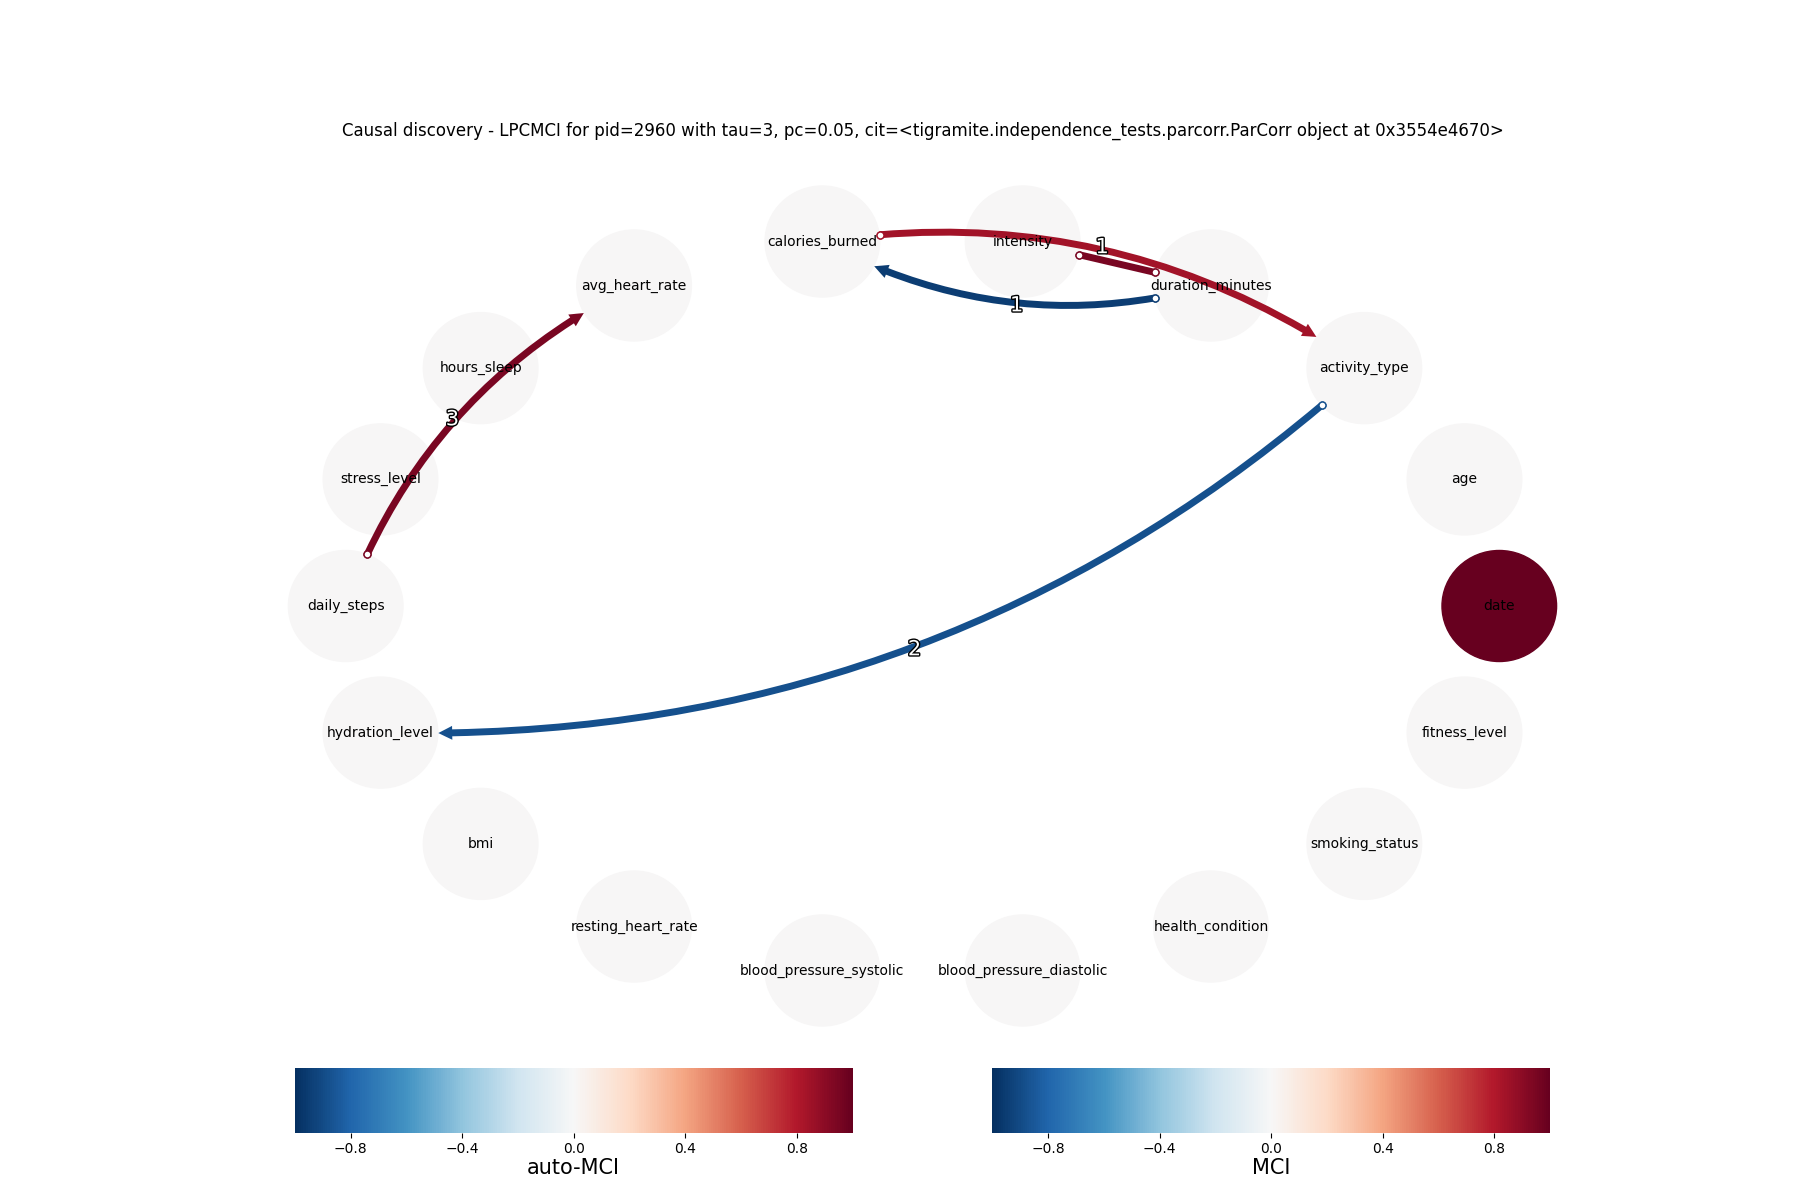 Causal discovery - LPCMCI for pid=2960 with tau=3, pc=0.05, cit=<tigramite.independence_tests.parcorr.ParCorr object at 0x3554e4670>
calories_burned
intensity
1
avg_heart_rate
duration_minutes
1
hours_sleep
activity_type
3
stress_level
age
daily_steps
date
2
hydration_level
fitness_level
bmi
smoking_status
resting_heart_rate
health_condition
blood_pressure_systolic
blood_pressure_diastolic
−0.8 −0.4 0.0 0.4 0.8
auto-MCI
−0.8 −0.4 0.0 0.4 0.8
MCI